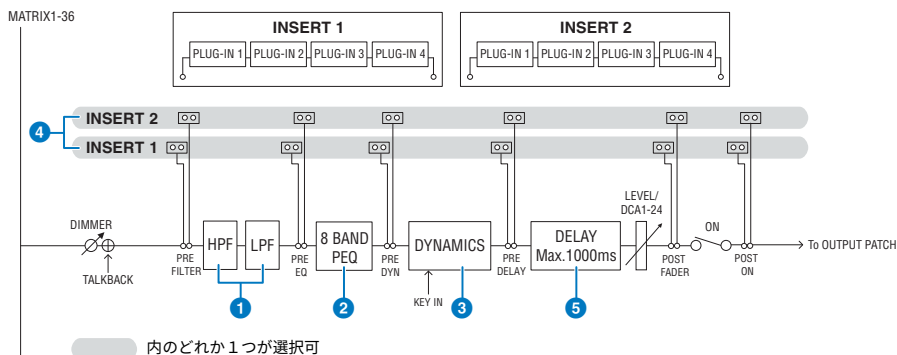 MATRIX1-36
INSERT 1
PLUG-IN 1 PLUG-IN 2 PLUG-IN 3 PLUG-IN 4
INSERT 2
PLUG-IN 1 PLUG-IN 2 PLUG-IN 3 PLUG-IN 4
INSERT 2
4
INSERT 1
DIMMER
TALKBACK
PRE
FILTER
HPF
LPF
1
PRE
EQ
8 BAND
PEQ
2
PRE
DYN
DYNAMICS
KEY IN
3
PRE
DELAY
DELAY
Max.1000ms
5
LEVEL/
DCA1-24
POST
FADER
ON
POST
ON
To OUTPUT PATCH
内のどれか１つが選択可